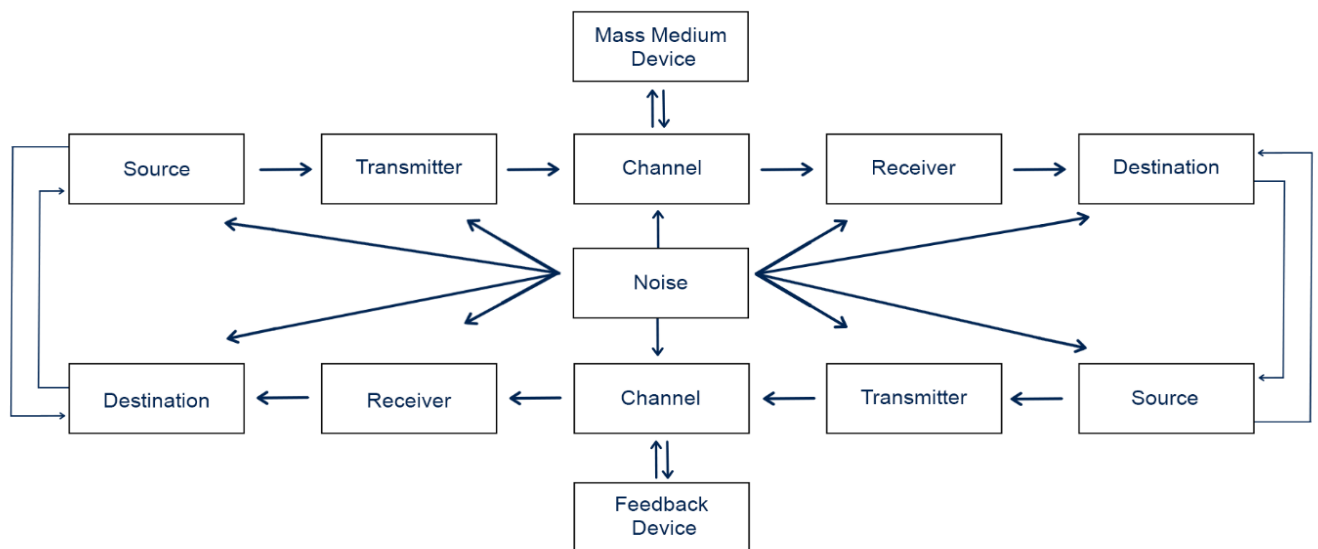 Mass Medium
Device
Source
Transmitter
Channel
Receiver
Destination
Noise
Destination
Receiver
Channel
Transmitter
Source
Feedback
Device